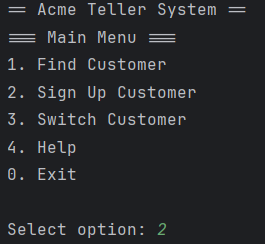 == Acme Teller System ==
=== Main Menu ===
1. Find Customer
2. Sign Up Customer
3. Switch Customer
4. Help
0. Exit
Select option: 2